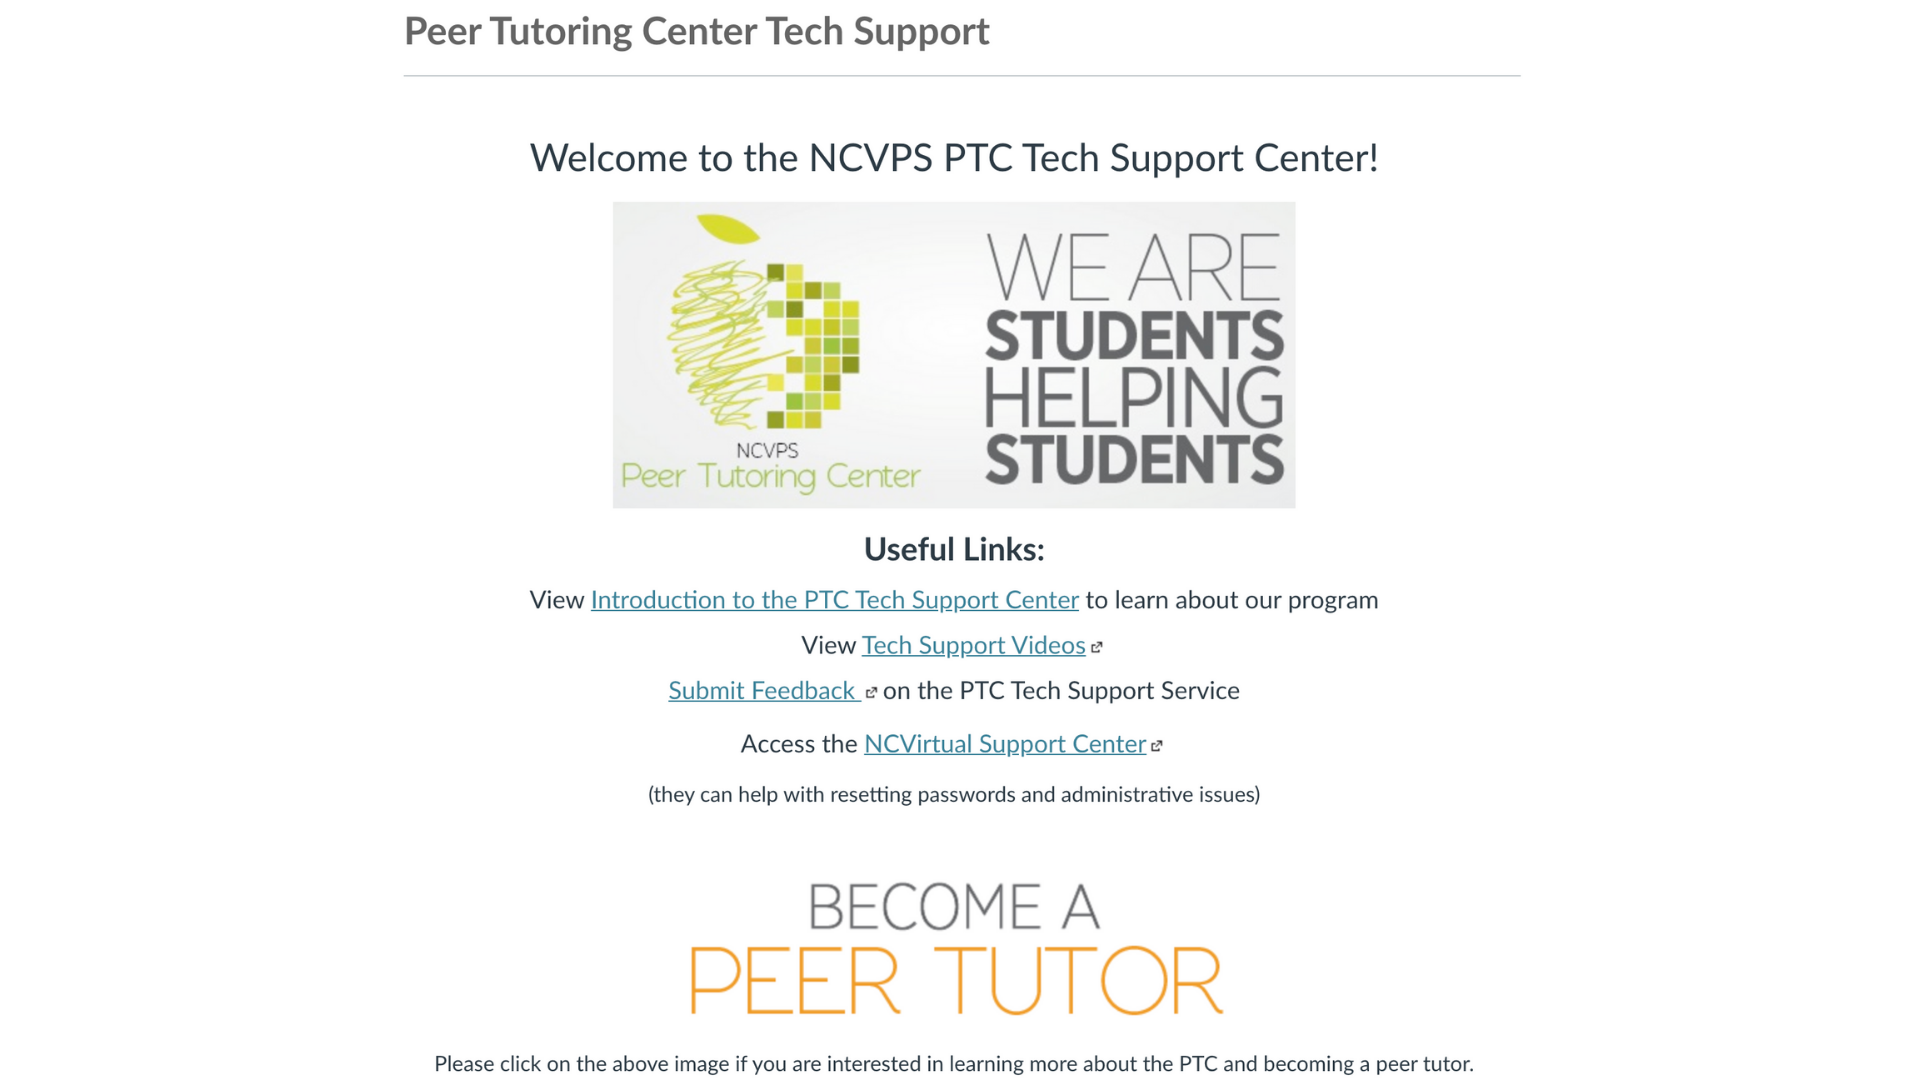 Peer Tutoring Center Tech Support
Welcome to the NCVPS PTC Tech Support Center!
NCVPS
Peer Tutoring Center
WE ARE
STUDENTS
HELPING
STUDENTS
Useful Links:
View Introduction to the PTC Tech Support Center to learn about our program
View Tech Support Videos
Submit Feedback on the PTC Tech Support Service
Access the NCVirtual Support Center
(they can help with resetting passwords and administrative issues)
BECOME A
PEER TUTOR
Please click on the above image if you are interested in learning more about the PTC and becoming a peer tutor.